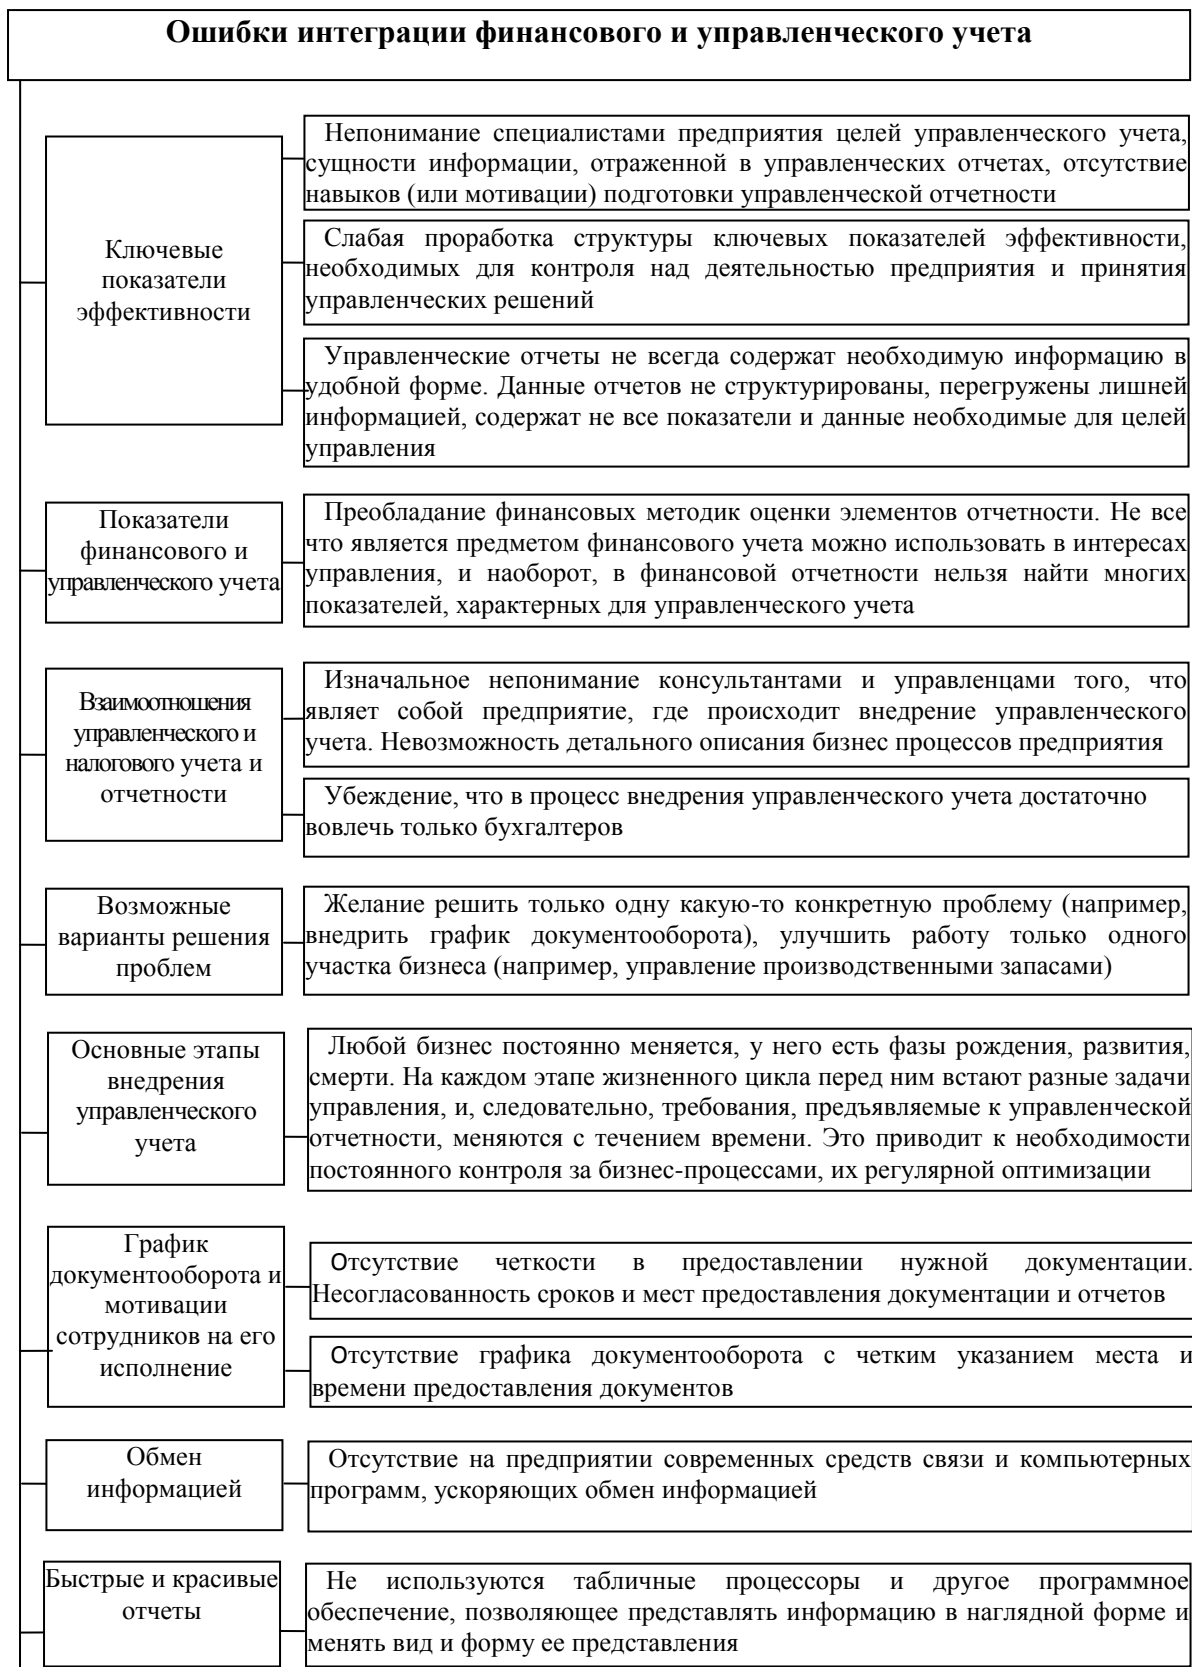 Ошибки интеграции финансового и управленческого учета
Ключевые
показатели
эффективности
Непонимание специалистами предприятия целей управленческого учета,
сущности информации, отраженной в управленческих отчетах, отсутствие
навыков (или мотивации) подготовки управленческой отчетности
Слабая проработка структуры ключевых показателей эффективности,
необходимых для контроля над деятельностью предприятия и принятия
управленческих решений
Управленческие отчеты не всегда содержат необходимую информацию в
удобной форме. Данные отчетов не структурированы, перегружены лишней
информацией, содержат не все показатели и данные необходимые для целей
управления
Показатели
финансового и
управленческого учета
Преобладание финансовых методик оценки элементов отчетности. Не все
что является предметом финансового учета можно использовать в интересах
управления, и наоборот, в финансовой отчетности нельзя найти многих
показателей, характерных для управленческого учета
Взаимоотношения
управленческого и
налогового учета и
отчетности
Изначальное непонимание консультантами и управленцами того, что
являет собой предприятие, где происходит внедрение управленческого
учета. Невозможность детального описания бизнес процессов предприятия
Убеждение, что в процесс внедрения управленческого учета достаточно
вовлечь только бухгалтеров
Возможные
варианты решения
проблем
Желание решить только одну какую-то конкретную проблему (например,
внедрить график документооборота), улучшить работу только одного
участка бизнеса (например, управление производственными запасами)
Основные этапы
внедрения
управленческого
учета
Любой бизнес постоянно меняется, у него есть фазы рождения, развития,
смерти. На каждом этапе жизненного цикла перед ним встают разные задачи
управления, и, следовательно, требования, предъявляемые к управленческой
отчетности, меняются с течением времени. Это приводит к необходимости
постоянного контроля за бизнес-процессами, их регулярной оптимизации
График
документооборота и
мотивации
сотрудников на его
исполнение
Отсутствие четкости в предоставлении нужной документации.
Несогласованность сроков и мест предоставления документации и отчетов
Отсутствие графика документооборота с четким указанием места и
времени предоставления документов
Обмен
информацией
Отсутствие на предприятии современных средств связи и компьютерных
программ, ускоряющих обмен информацией
Быстрые и красивые
отчеты
Не используются табличные процессоры и другое программное
обеспечение, позволяющее представлять информацию в наглядной форме и
менять вид и форму ее представления